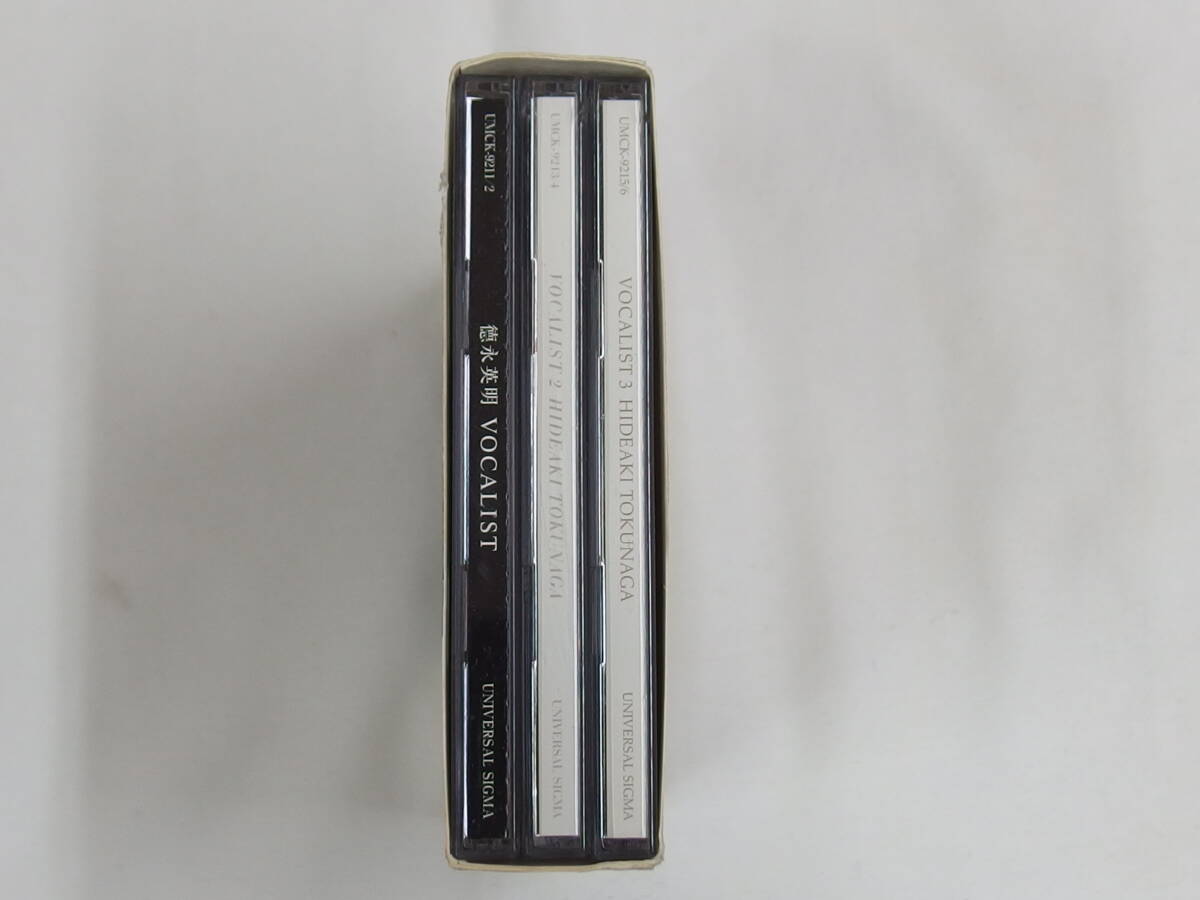 UMCK-9211/2
徳永英明 VOCALIST
UNIVERSAL SIGMA
UMCK-9213/4
VOCALIST 2 HIDEAKI TOKUNAGA
UNIVERSAL SIGMA
UMCK-9215/6
VOCALIST 3 HIDEAKI TOKUNAGA
UNIVERSAL SIGMA